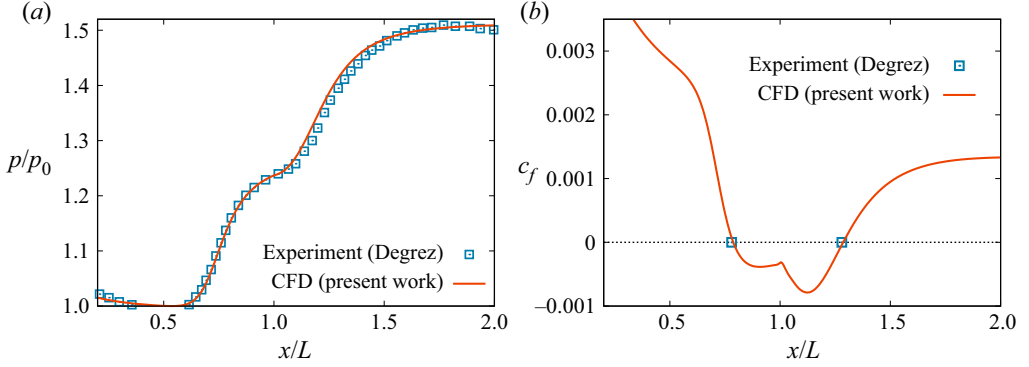 (a)
1.5
1.4
1.3
1.2
1.1
1.0
p/p0
Experiment (Degrez)
CFD (present work)
0.5
1.0
1.5
2.0
x/L
(b)
0.003
0.002
0.001
0
−0.001
cf
Experiment (Degrez)
CFD (present work)
0.5
1.0
1.5
2.0
x/L